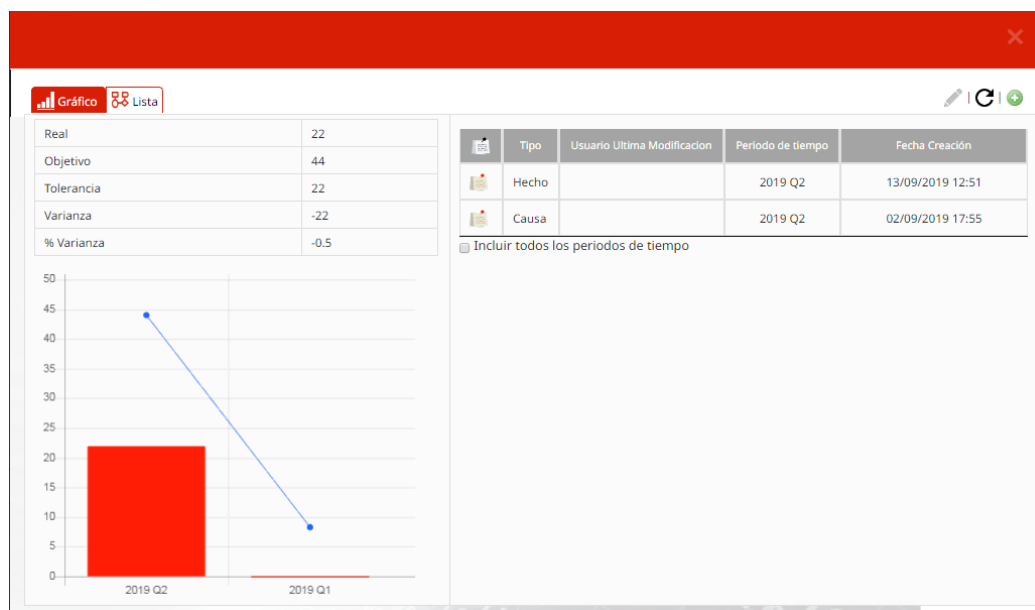 Gráfico Lista
Real 22
Objetivo 44
Tolerancia 22
Varianza -22
% Varianza -0.5
Tipo Usuario Ultima Modificacion Periodo de tiempo Fecha Creación
Hecho 2019 Q2 13/09/2019 12:51
Causa 2019 Q2 02/09/2019 17:55
Incluir todos los periodos de tiempo
50
45
40
35
30
25
20
15
10
5
0
2019 Q2 2019 Q1